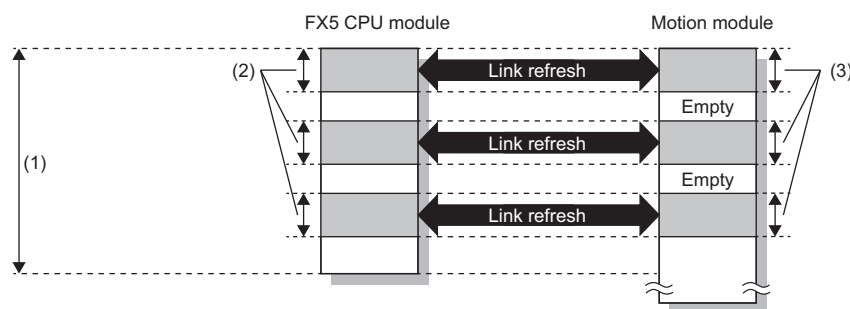 FX5 CPU module Motion module
(2) Link refresh (3)
Empty
(1) Link refresh
Empty
Link refresh